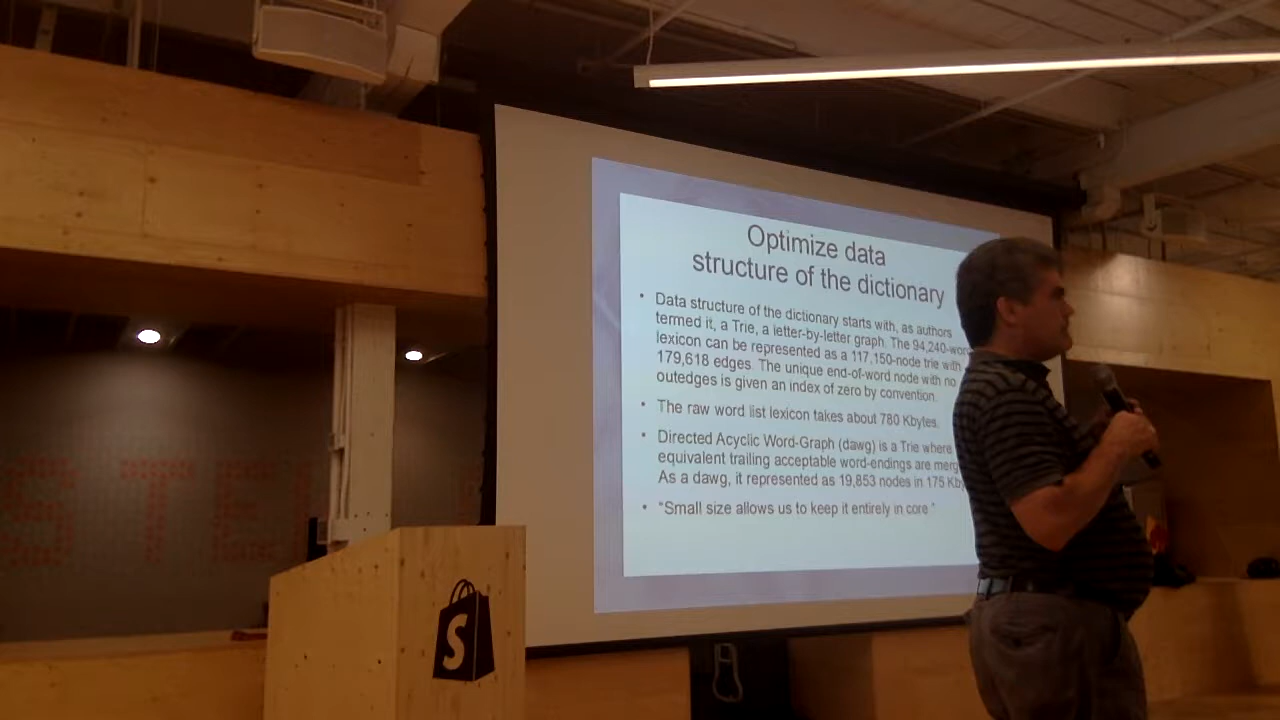 Optimize data
structure of the dictionary
• Data structure of the dictionary starts with, as authors
termed it, a Trie, a letter-by-letter graph. The 94,240-wor
lexicon can be represented as a 117,150-node trie with
179,618 edges. The unique end-of-word node with no
outedges is given an index of zero by convention.
• The raw word list lexicon takes about 780 Kbytes.
• Directed Acyclic Word-Graph (dawg) is a Trie where
equivalent trailing acceptable word-endings are merg
As a dawg, it represented as 19,853 nodes in 175 Kby
• "Small size allows us to keep it entirely in core "
STE
S